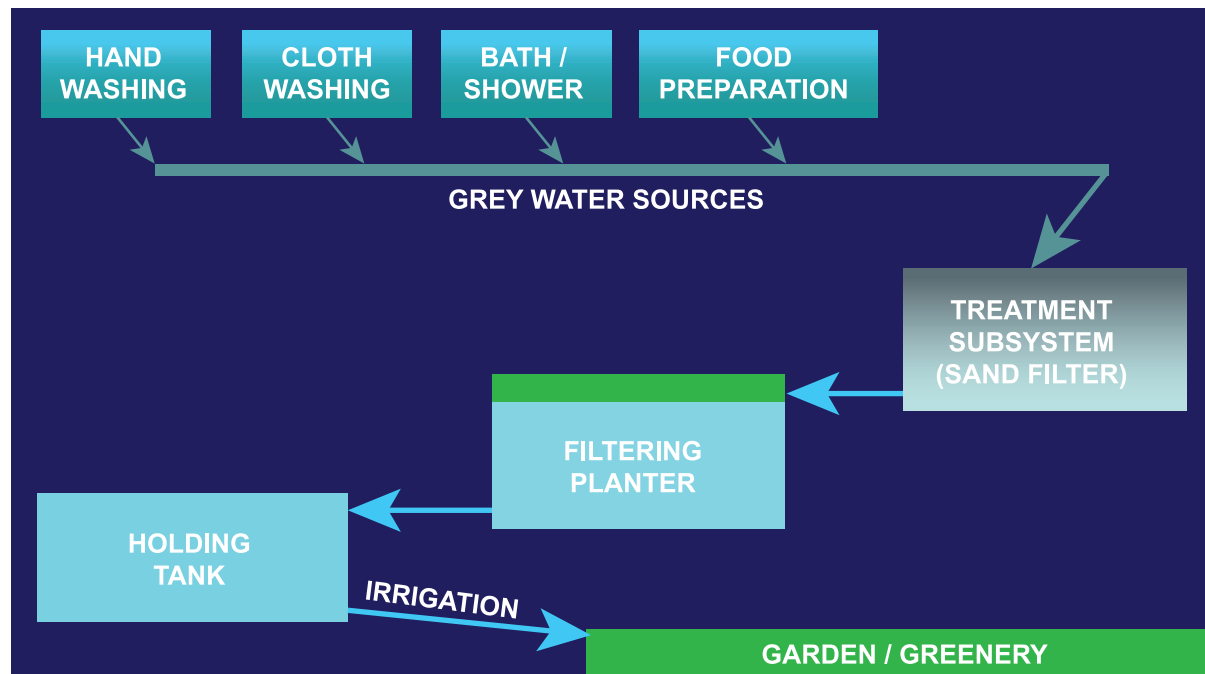 HAND
WASHING
CLOTH
WASHING
BATH /
SHOWER
FOOD
PREPARATION
GREY WATER SOURCES
TREATMENT
SUBSYSTEM
(SAND FILTER)
FILTERING
PLANTER
HOLDING
TANK
IRRIGATION
GARDEN / GREENERY